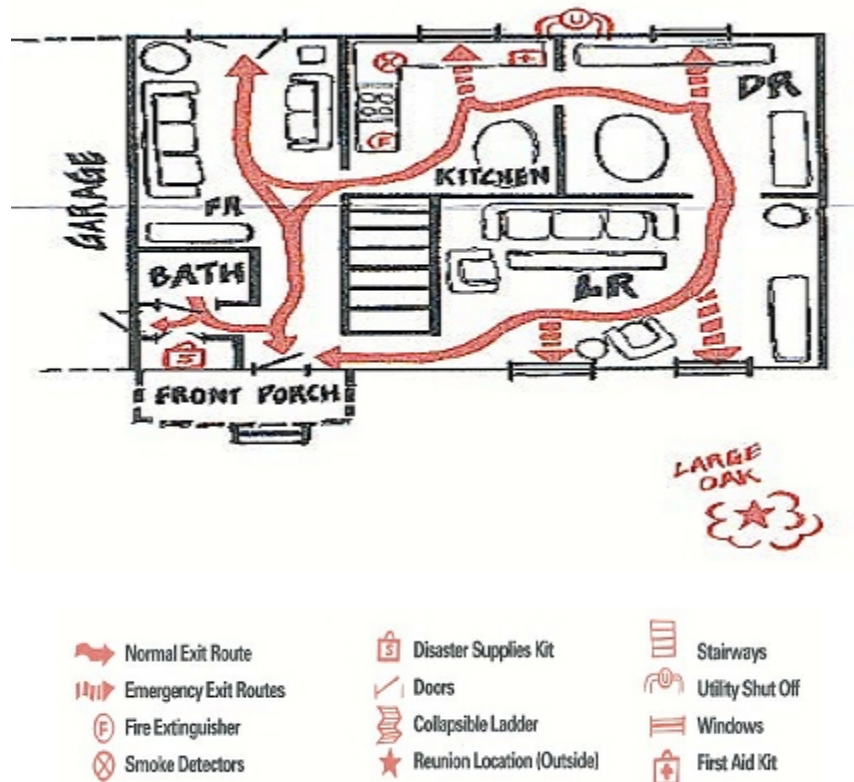 U
DR
F
KITCHEN
GARAGE
FR
BATH
LR
S
FRONT PORCH
LARGE
OAK
Normal Exit Route
Emergency Exit Routes
F Fire Extinguisher
Smoke Detectors
S Disaster Supplies Kit
Doors
Collapsible Ladder
Reunion Location (Outside)
Stairways
U Utility Shut Off
Windows
First Aid Kit